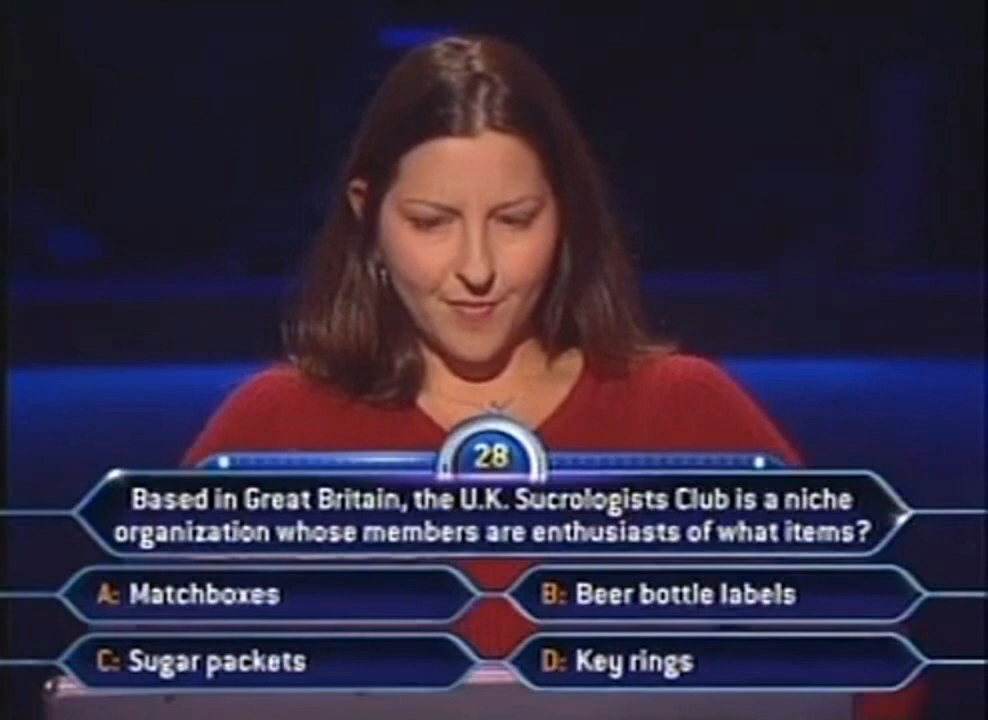 28
Based in Great Britain, the U.K. Sucrologists Club is a niche
organization whose members are enthusiasts of what items?
A: Matchboxes
B: Beer bottle labels
C: Sugar packets
D: Key rings